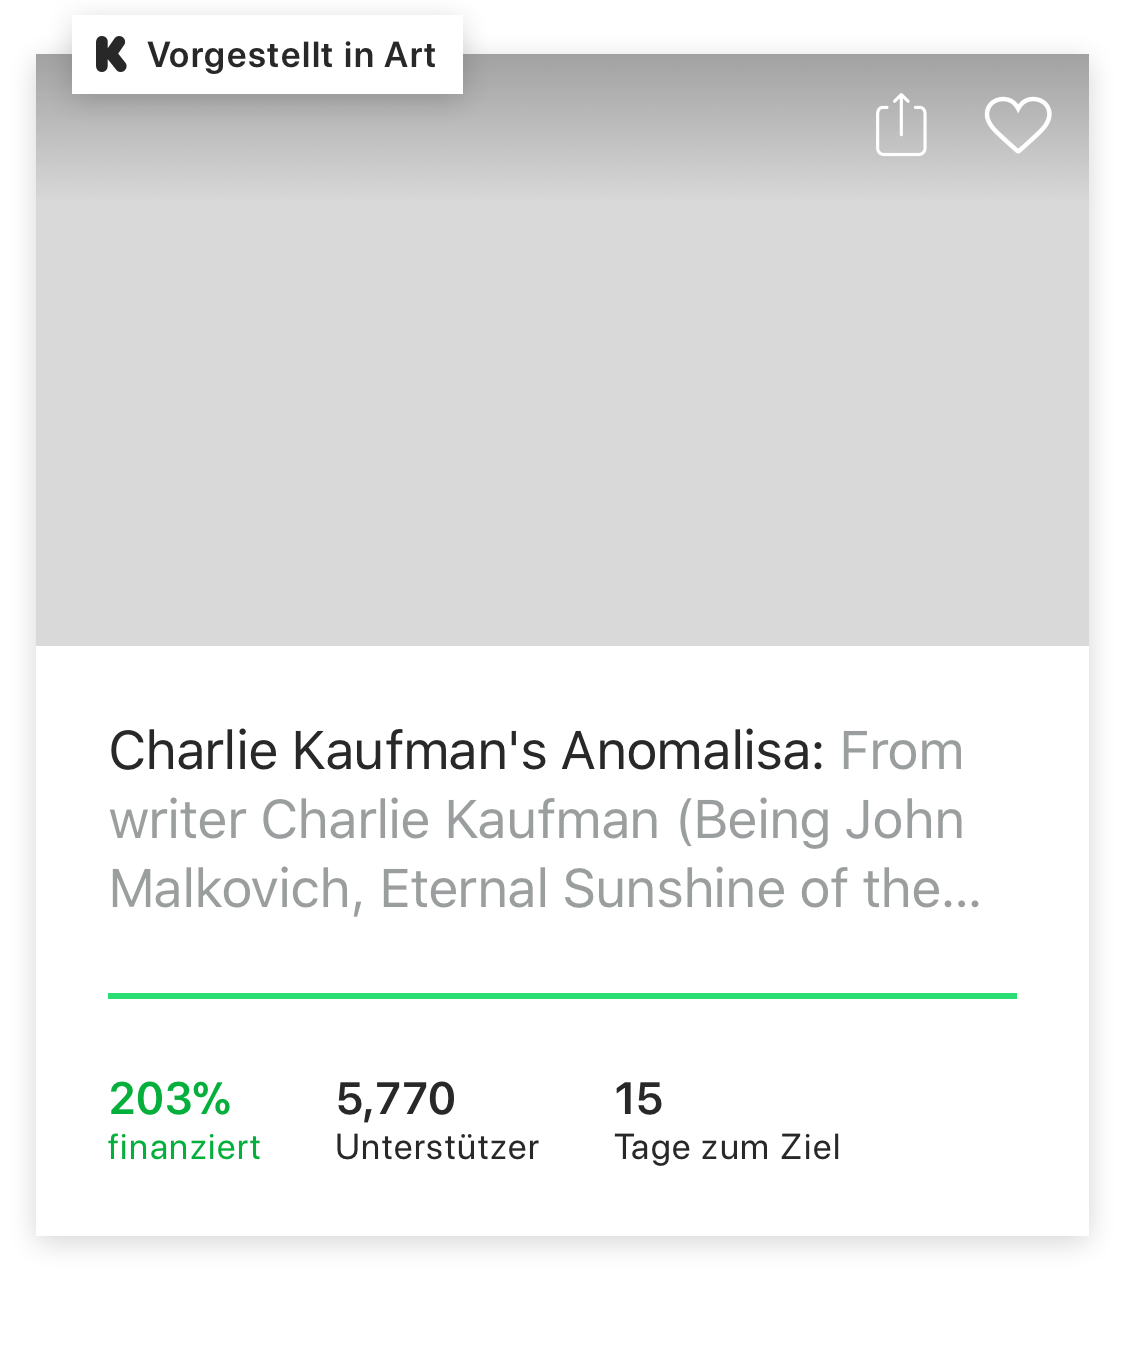 Vorgestellt in Art
Charlie Kaufman's Anomalisa: From
writer Charlie Kaufman (Being John
Malkovich, Eternal Sunshine of the...
203% 5,770 15
finanziert Unterstützer Tage zum Ziel